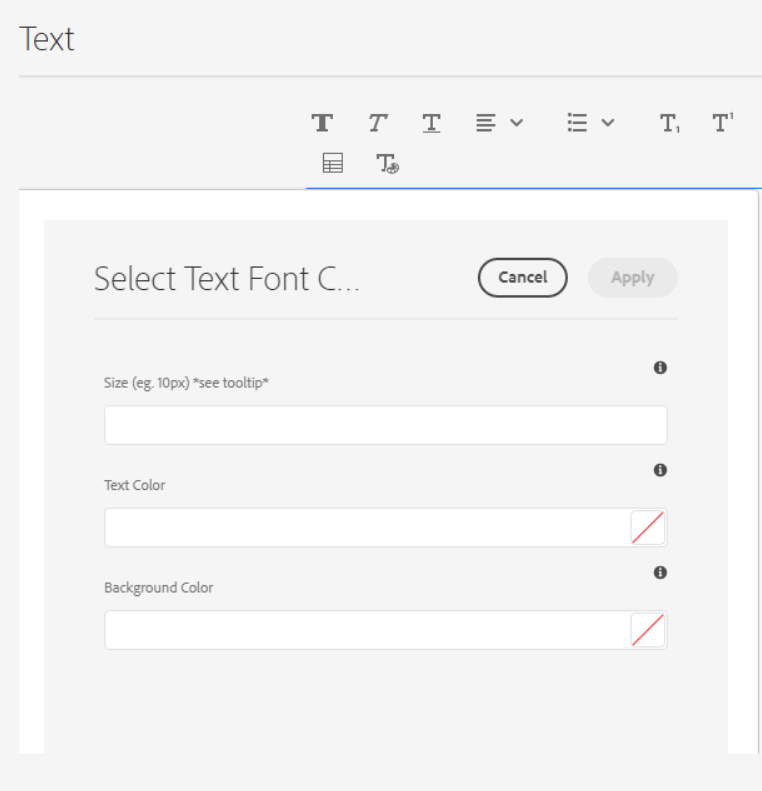 Text
Select Text Font C...
Cancel
Apply
Size (eg. 10px) *see tooltip*
Text Color
Background Color